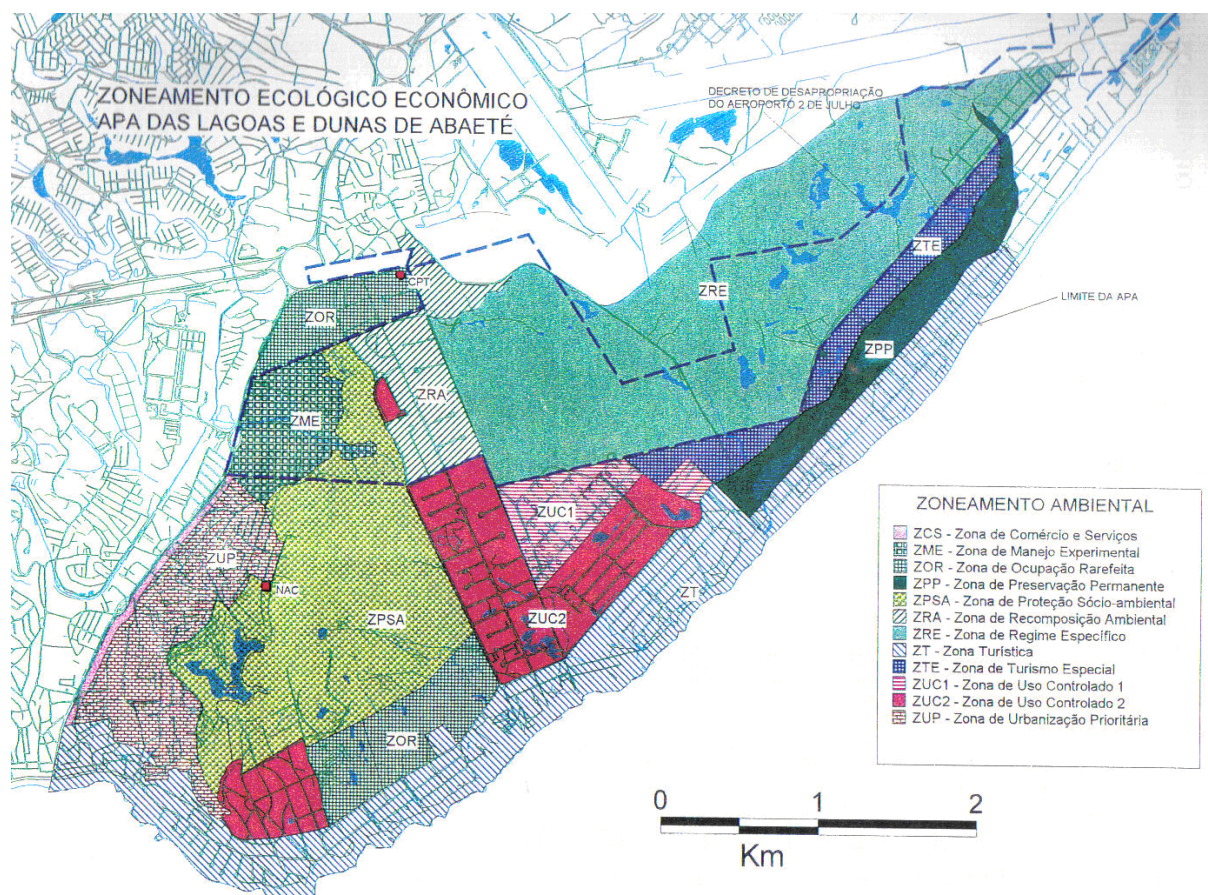 ZONEAMENTO ECOLÓGICO ECONÔMICO
APA DAS LAGOAS E DUNAS DE ABAETÉ
DECRETO DE DESAPROPRIAÇÃO
DO AEROPORTO 2 DE JULHO
ZTE
CPT
ZRE
LIMITE DA APA
ZOR
ZPP
ZRA
ZME
ZUC1
ZUP
NAC
ZT
ZPSA
ZUC2
ZOR
ZONEAMENTO AMBIENTAL
ZCS - Zona de Comércio e Serviços
ZME - Zona de Manejo Experimental
ZOR - Zona de Ocupação Rarefeita
ZPP - Zona de Preservação Permanente
ZPSA - Zona de Proteção Sócio-ambiental
ZRA - Zona de Recomposição Ambiental
ZRE - Zona de Regime Específico
ZT - Zona Turística
ZTE - Zona de Turismo Especial
ZUC1 - Zona de Uso Controlado 1
ZUC2 - Zona de Uso Controlado 2
ZUP - Zona de Urbanização Prioritária
0 1 2
Km